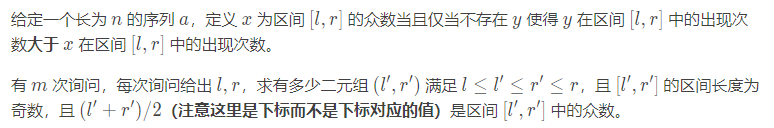 给定一个长为 n 的序列 a，定义 x 为区间 [l, r] 的众数当且仅当不存在 y 使得 y 在区间 [l, r] 中的出现次
数大于 x 在区间 [l, r] 中的出现次数。
有 m 次询问，每次询问给出 l, r，求有多少二元组 (l′, r′) 满足 l ≤ l′ ≤ r′ ≤ r，且 [l′, r′] 的区间长度为
奇数，且 (l′ + r′)/2（注意这里是下标而不是下标对应的值）是区间 [l′, r′] 中的众数。